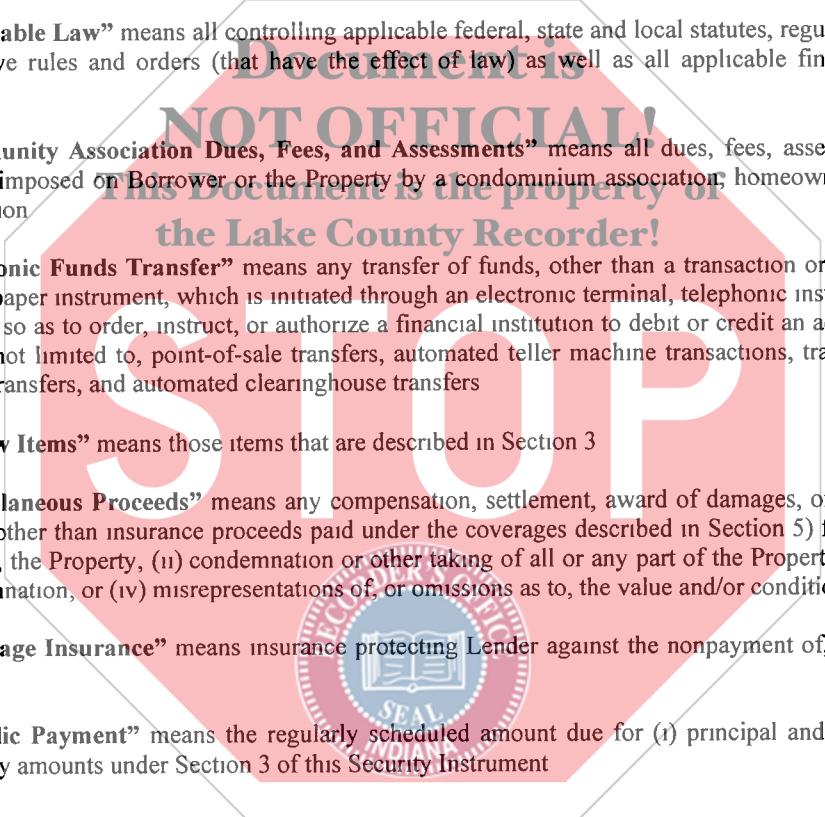 able Law” means all controlling applicable federal, state and local statutes, regu
ve rules and orders (that have the effect of law) as well as all applicable fin
Document is
NOT OFFICIAL!
unity Association Dues, Fees, and Assessments” means all dues, fees, asse
imposed on Borrower or the Property by a condominium association, homeow
This Document is the property of
ion
the Lake County Recorder!
onic Funds Transfer” means any transfer of funds, other than a transaction or
paper instrument, which is initiated through an electronic terminal, telephonic ins
so as to order, instruct, or authorize a financial institution to debit or credit an a
not limited to, point-of-sale transfers, automated teller machine transactions, tra
ransfers, and automated clearinghouse transfers
STOP
w Items” means those items that are described in Section 3
laneous Proceeds” means any compensation, settlement, award of damages, o
other than insurance proceeds paid under the coverages described in Section 5) f
, the Property, (ii) condemnation or other taking of all or any part of the Propert
nation, or (iv) misrepresentations of, or omissions as to, the value and/or conditi
RECORDER'S OFFICE
age Insurance” means insurance protecting Lender against the nonpayment of,
SEAL
INDIANA
lic Payment” means the regularly scheduled amount due for (i) principal and
y amounts under Section 3 of this Security Instrument